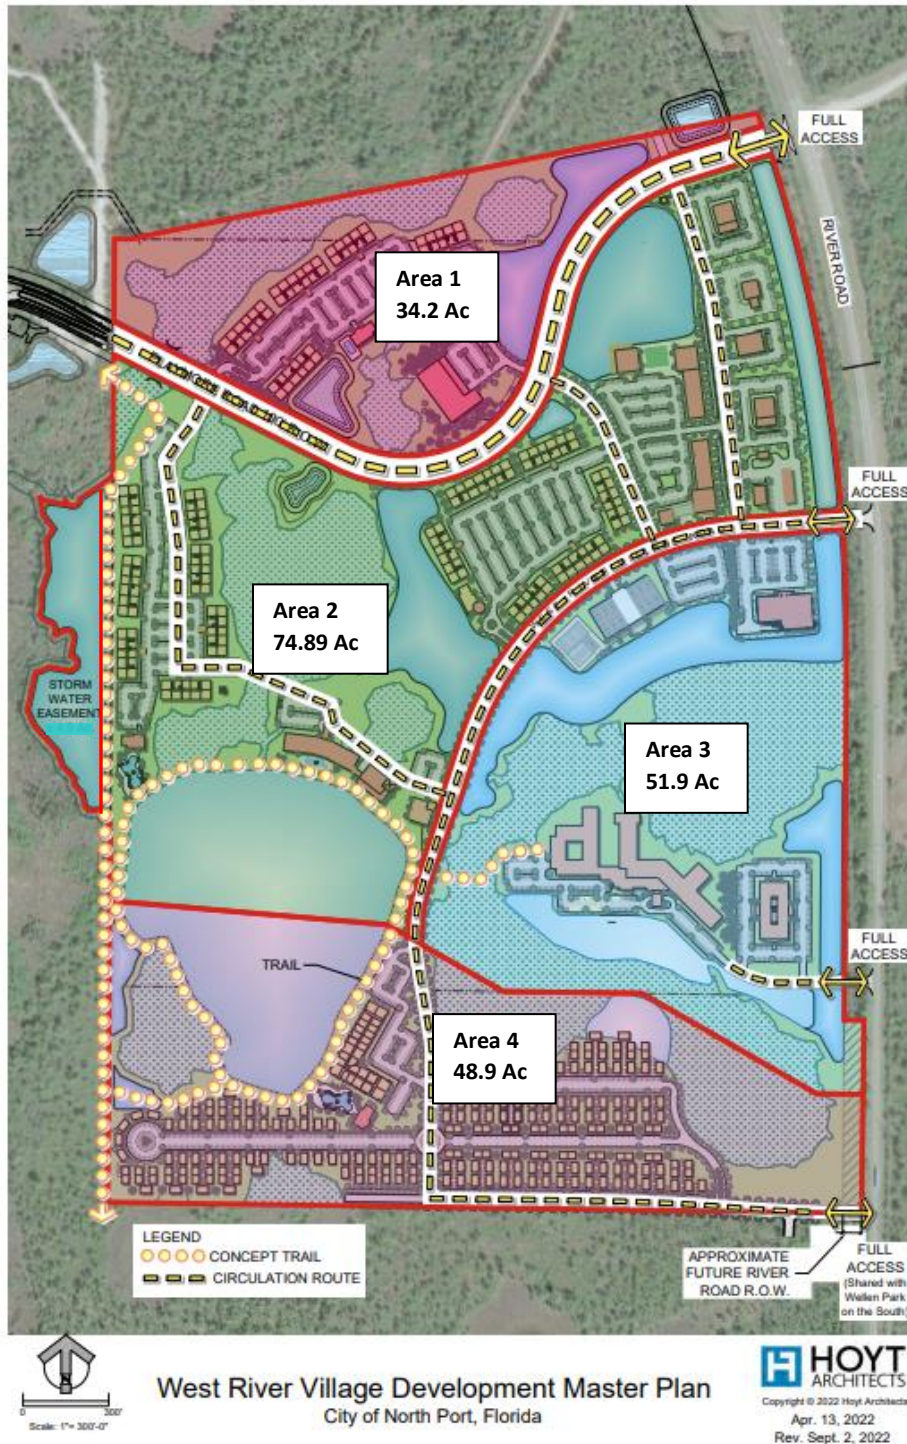 FULL
ACCESS
RIVER ROAD
Area 1
34.2 Ac
FULL
ACCESS
Area 2
74.89 Ac
STORM
WATER
EASEMENT
Area 3
51.9 Ac
FULL
ACCESS
TRAIL
Area 4
48.9 Ac
LEGEND
CONCEPT TRAIL
CIRCULATION ROUTE
APPROXIMATE
FUTURE RIVER
ROAD R.O.W.
FULL
ACCESS
(Shared with
Wellen Park
on the South)
0
300'
Scale: 1"= 300'-0"
West River Village Development Master Plan
City of North Port, Florida
HOYT
ARCHITECTS
Copyright © 2022 Hoyt Architects
Apr. 13, 2022
Rev. Sept. 2, 2022